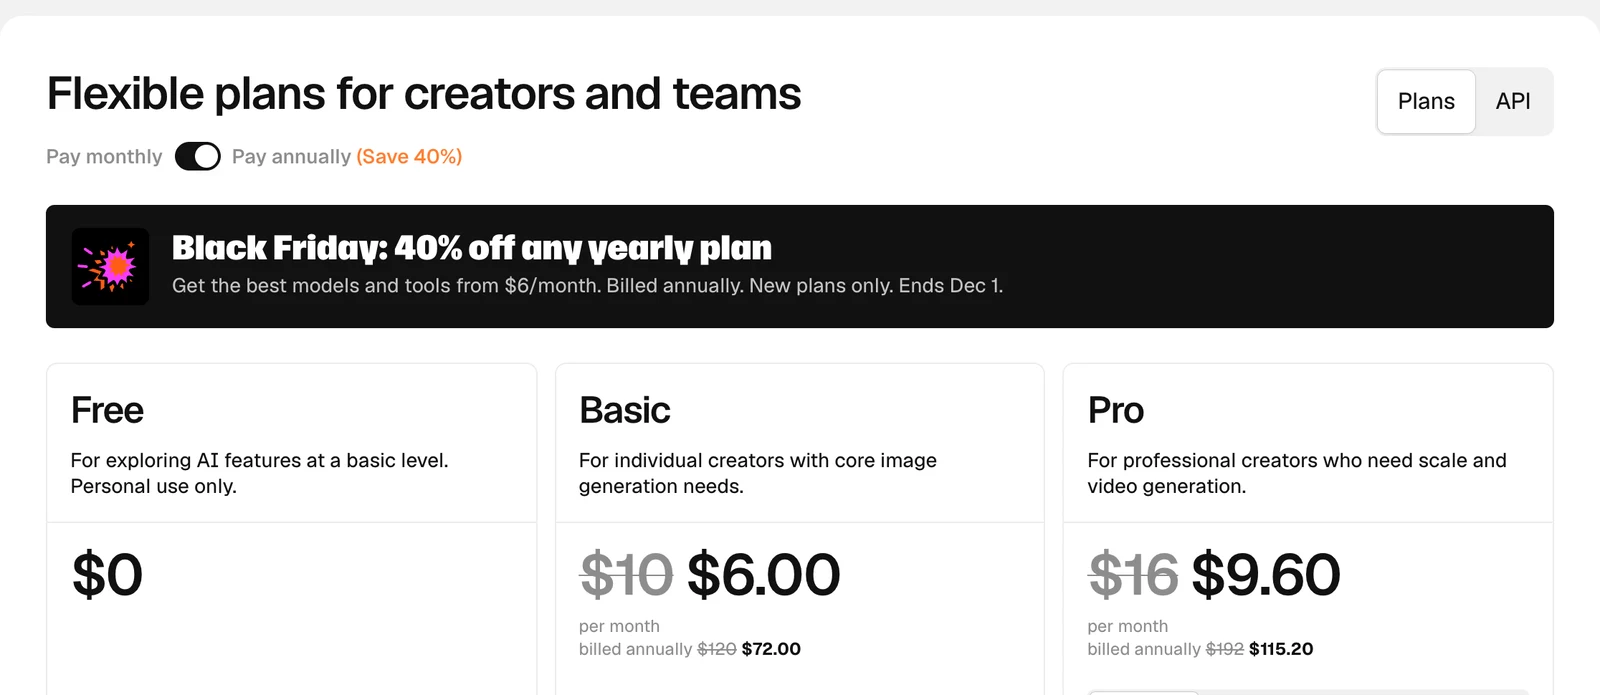 Flexible plans for creators and teams
Plans API
Pay monthly Pay annually (Save 40%)
Black Friday: 40% off any yearly plan
Get the best models and tools from $6/month. Billed annually. New plans only. Ends Dec 1.
Free
For exploring AI features at a basic level.
Personal use only.
$0
Basic
For individual creators with core image
generation needs.
$10 $6.00
per month
billed annually $120 $72.00
Pro
For professional creators who need scale and
video generation.
$16 $9.60
per month
billed annually $192 $115.20